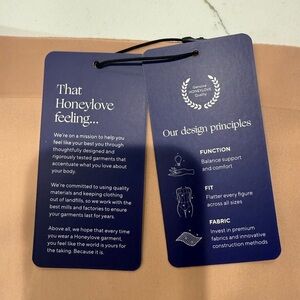 That
Honeylove
feeling...
We're on a mission to help you
feel like your best you through
thoughtfully designed and
rigorously tested garments that
accentuate what you love about
your body.
We're committed to using quality
materials and keeping clothing
out of landfills, so we work with
the best mills and factories to ensure
your garments last for years.
Above all, we hope that every time
you wear a Honeylove garment,
you feel like the world is yours for
the taking. Because it is.
Genuine
HONEYLOVE
Quality
Our design principles
FUNCTION
Balance support
and comfort
FIT
Flatter every figure
across all sizes
FABRIC
Invest in premium
fabrics and innovative
construction methods